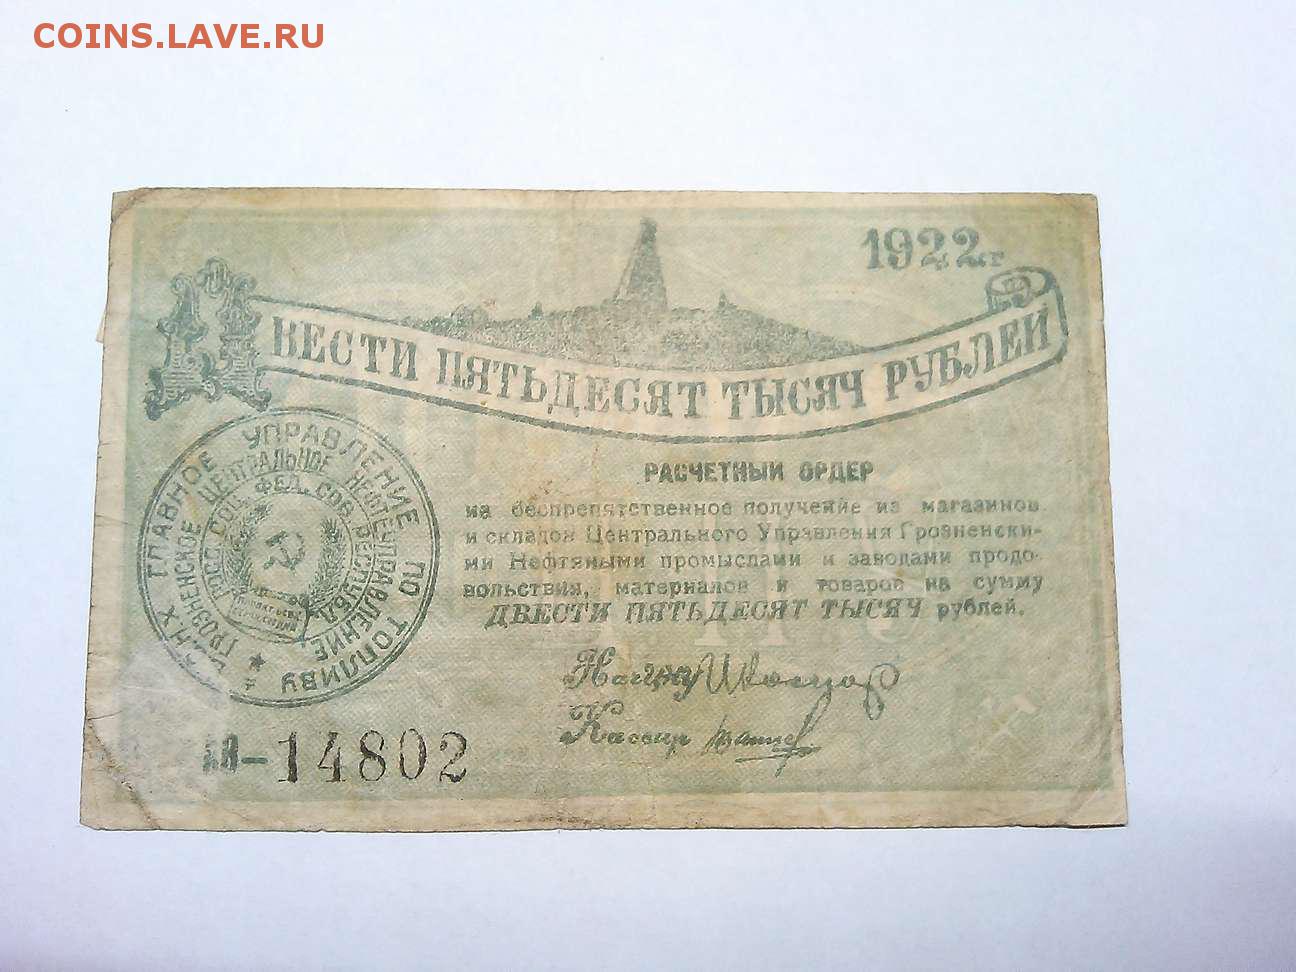 COINS.LAVE.RU
1922г
ДВЕСТИ ПЯТЬДЕСЯТ ТЫСЯЧ РУБЛЕЙ
РАСЧЕТНЫЙ ОРДЕР
на беспрепятственное получение из магазинов
и складов Центрального Управления Грозненски-
ми Нефтяными промыслами и заводами продо-
вольствия, материалов и товаров на сумму
ДВЕСТИ ПЯТЬДЕСЯТ ТЫСЯЧ рублей.
В.С.Н.Х ГЛАВНОЕ УПРАВЛЕНИЕ ПО ТОПЛИВУ
ГРОЗНЕНСКОЕ ЦЕНТРАЛЬНОЕ НЕФТЕУПРАВЛЕНИЕ
РОСС. СОЦ. ФЕД. СОВ. РЕСПУБЛ.
Кассир
14802